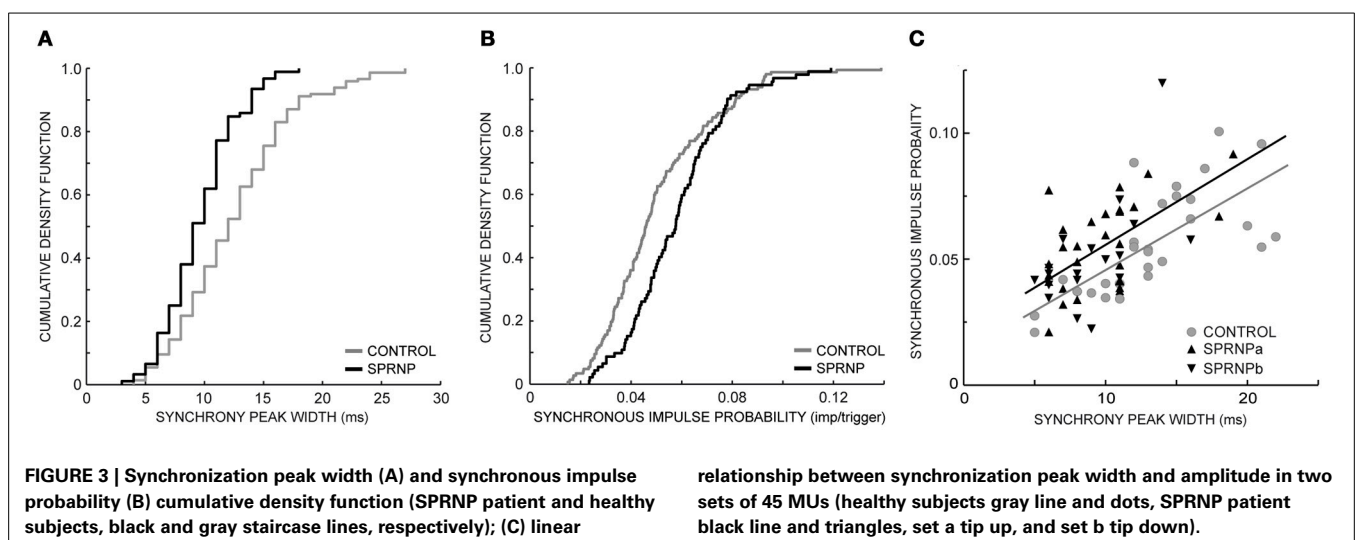 A
CUMULATIVE DENSITY FUNCTION
1.0
0.8
0.6
0.4
0.2
0
0 5 10 15 20 25 30
SYNCHRONY PEAK WIDTH (ms)
CONTROL
SPRNP
B
CUMULATIVE DENSITY FUNCTION
1.0
0.8
0.6
0.4
0.2
0
0 0.04 0.08 0.12
SYNCHRONOUS IMPULSE PROBABILITY (imp/trigger)
CONTROL
SPRNP
C
SYNCHRONOUS IMPULSE PROBABIITY
0.10
0.05
0
0 10 20
SYNCHRONY PEAK WIDTH (ms)
CONTROL
SPRNPa
SPRNPb
FIGURE 3 | Synchronization peak width (A) and synchronous impulse
probability (B) cumulative density function (SPRNP patient and healthy
subjects, black and gray staircase lines, respectively); (C) linear
relationship between synchronization peak width and amplitude in two
sets of 45 MUs (healthy subjects gray line and dots, SPRNP patient
black line and triangles, set a tip up, and set b tip down).